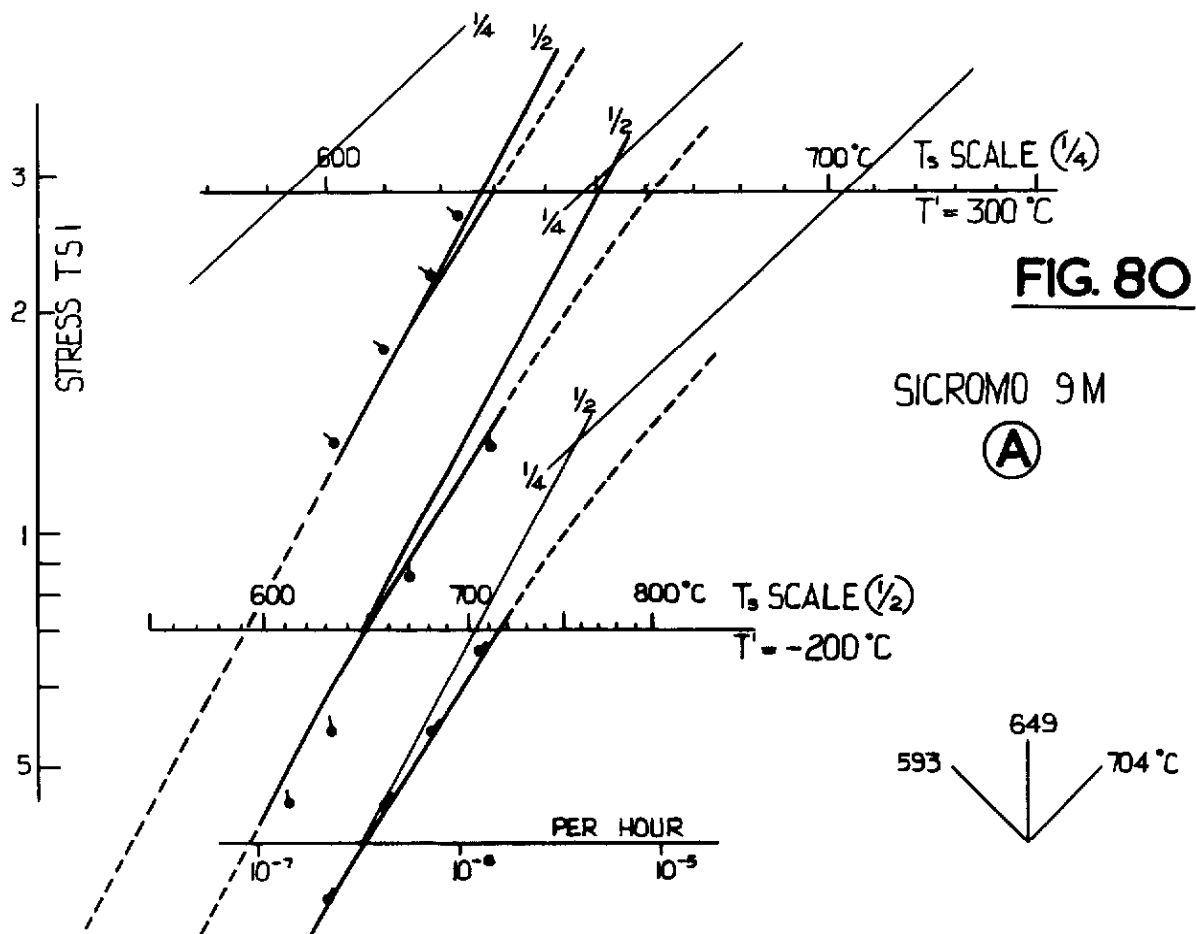 1/4
1/2
1/2
600
700°C
Ts SCALE (1/4)
T' = 300°C
3
1/4
FIG. 80
STRESS TSI
2
SICROMO 9M
A
1/2
1/4
1
600
700
800°C
Ts SCALE (1/2)
T' = -200°C
5
649
593
704°C
PER HOUR
10-7
10-6
10-5